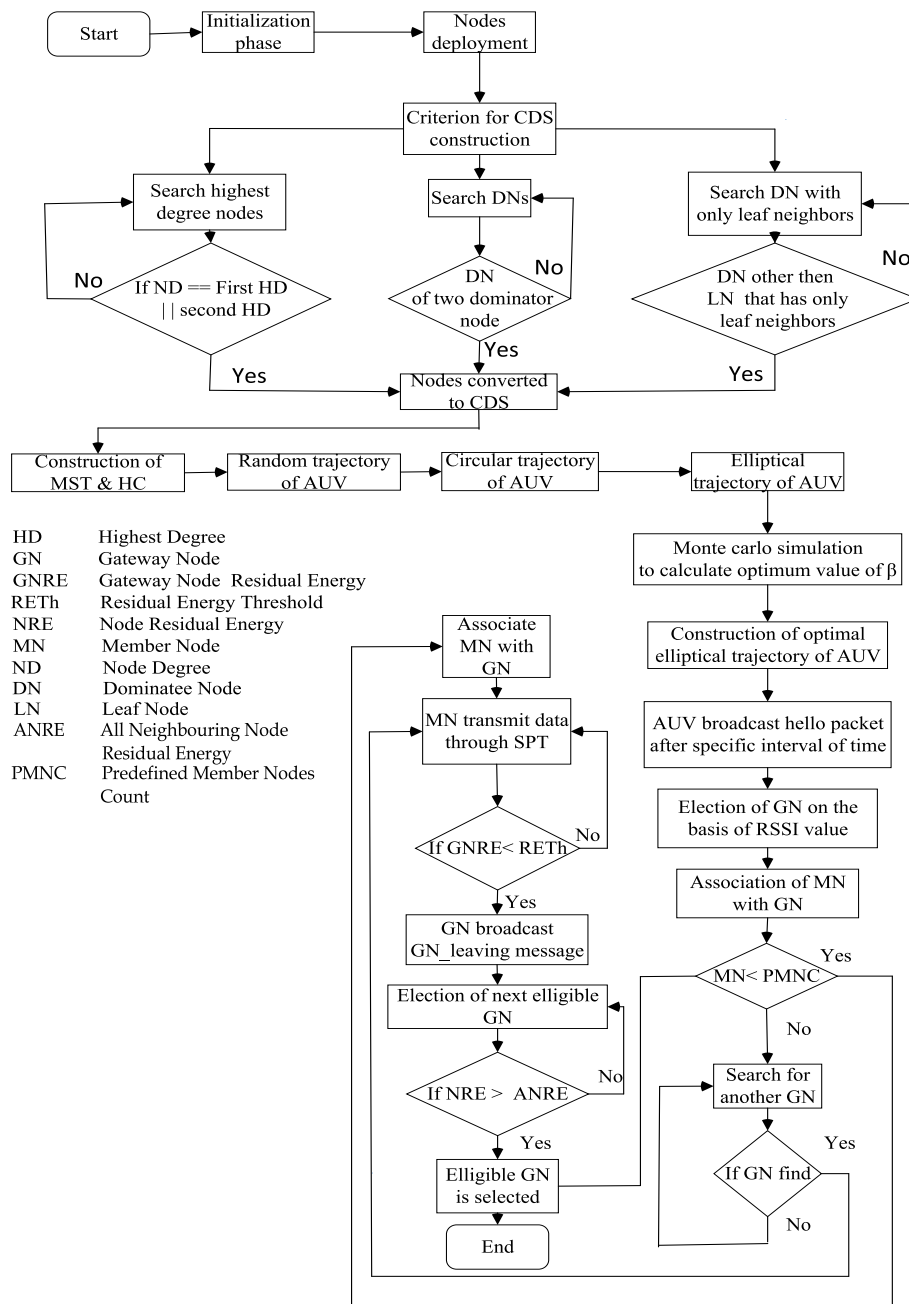 Start
Initialization
phase
Nodes
deployment
Criterion for CDS
construction
Search highest
degree nodes
Search DNs
Search DN with
only leaf neighbors
No
If ND == First HD
|| second HD
Yes
No
DN
of two dominator
node
Yes
No
DN other then
LN that has only
leaf neighbors
Yes
Nodes converted
to CDS
Construction of
MST & HC
Random trajectory
of AUV
Circular trajectory
of AUV
Elliptical
trajectory of AUV
HD Highest Degree
GN Gateway Node
GNRE Gateway Node Residual Energy
RETh Residual Energy Threshold
NRE Node Residual Energy
MN Member Node
ND Node Degree
DN Dominatee Node
LN Leaf Node
ANRE All Neighbouring Node
Residual Energy
PMNC Predefined Member Nodes
Count
Monte carlo simulation
to calculate optimum value of β
Construction of optimal
elliptical trajectory of AUV
AUV broadcast hello packet
after specific interval of time
Election of GN on the
basis of RSSI value
Association of MN
with GN
MN< PMNC
Yes
No
Search for
another GN
If GN find
Yes
No
Associate
MN with
GN
MN transmit data
through SPT
If GNRE< RETh
No
Yes
GN broadcast
GN_leaving message
Election of next elligible
GN
If NRE > ANRE
No
Yes
Elligible GN
is selected
End